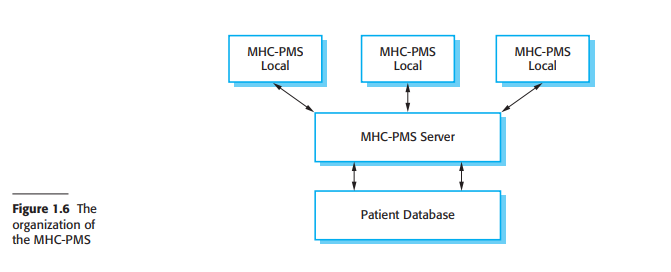 MHC-PMS
Local
MHC-PMS
Local
MHC-PMS
Local
MHC-PMS Server
Patient Database
Figure 1.6 The
organization of
the MHC-PMS